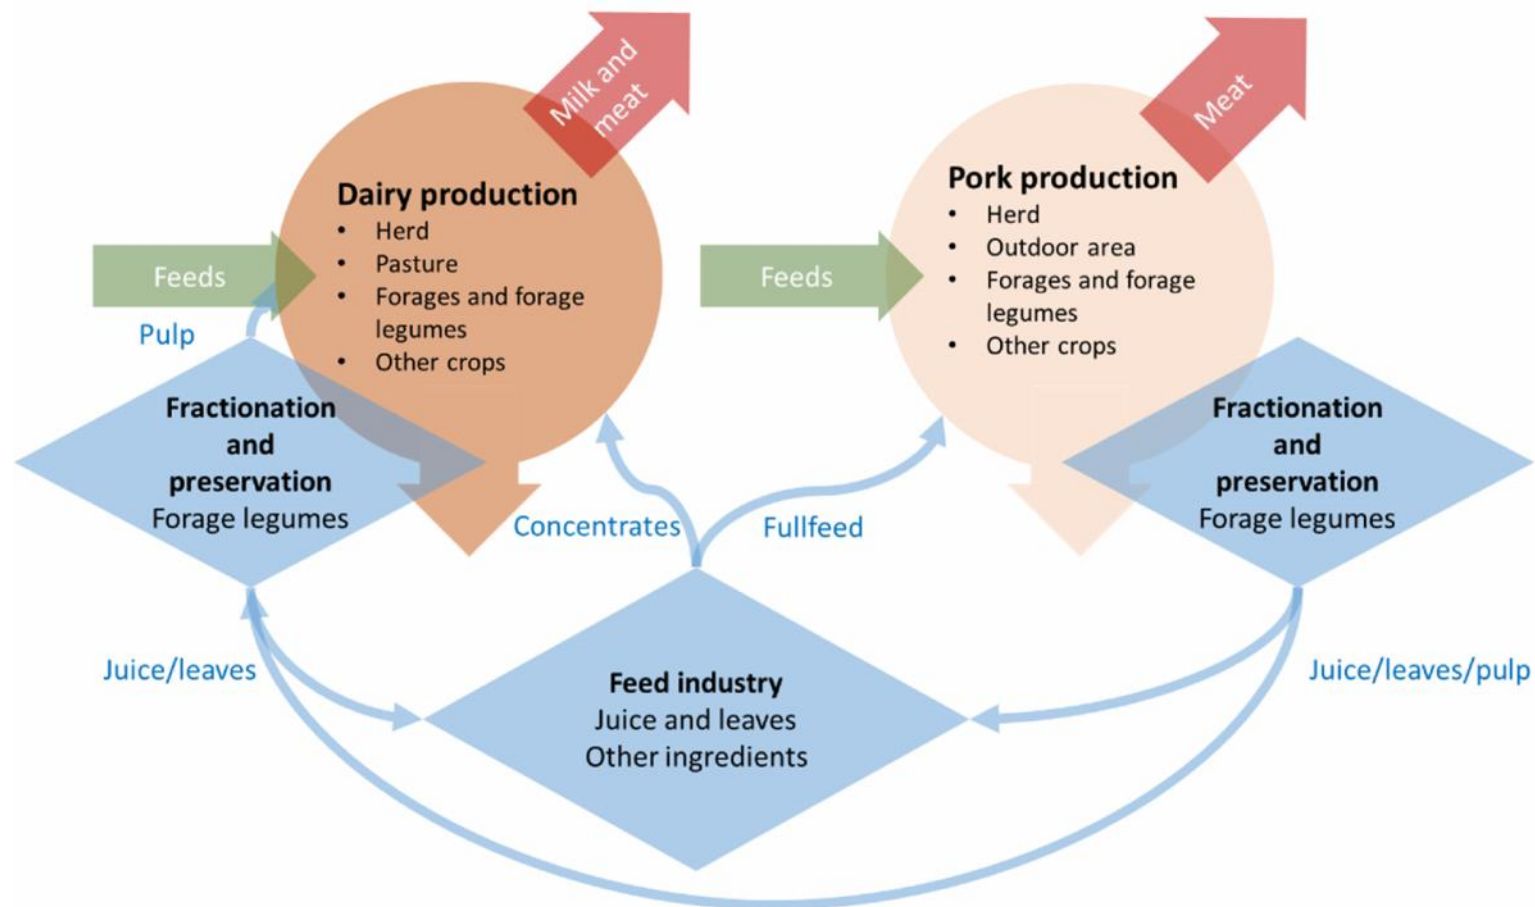 Milk and
meat
Dairy production
• Herd
• Pasture
• Forages and forage
legumes
• Other crops
Feeds
Pulp
Fractionation
and
preservation
Forage legumes
Meat
Pork production
• Herd
• Outdoor area
• Forages and forage
legumes
• Other crops
Feeds
Fractionation
and
preservation
Forage legumes
Concentrates
Fullfeed
Juice/leaves
Feed industry
Juice and leaves
Other ingredients
Juice/leaves/pulp